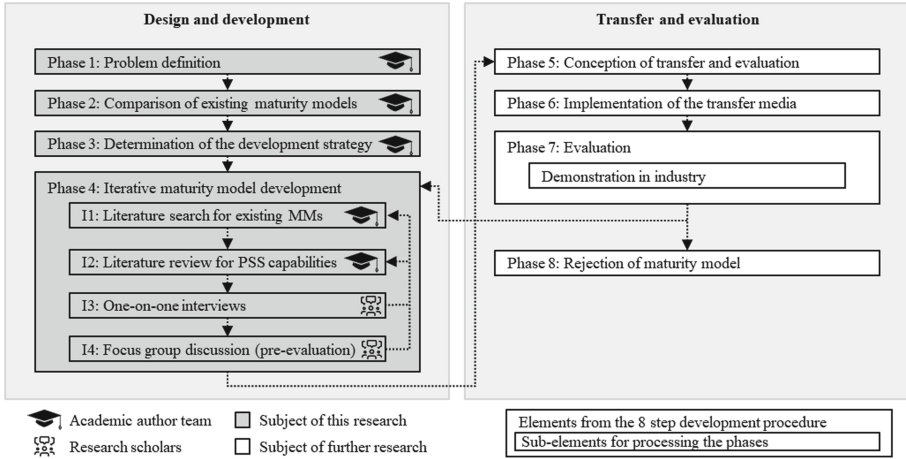 Design and development
Phase 1: Problem definition
Phase 2: Comparison of existing maturity models
Phase 3: Determination of the development strategy
Phase 4: Iterative maturity model development
I1: Literature search for existing MMs
I2: Literature review for PSS capabilities
I3: One-on-one interviews
I4: Focus group discussion (pre-evaluation)
Transfer and evaluation
Phase 5: Conception of transfer and evaluation
Phase 6: Implementation of the transfer media
Phase 7: Evaluation
Demonstration in industry
Phase 8: Rejection of maturity model
Academic author team
Research scholars
Subject of this research
Subject of further research
Elements from the 8 step development procedure
Sub-elements for processing the phases